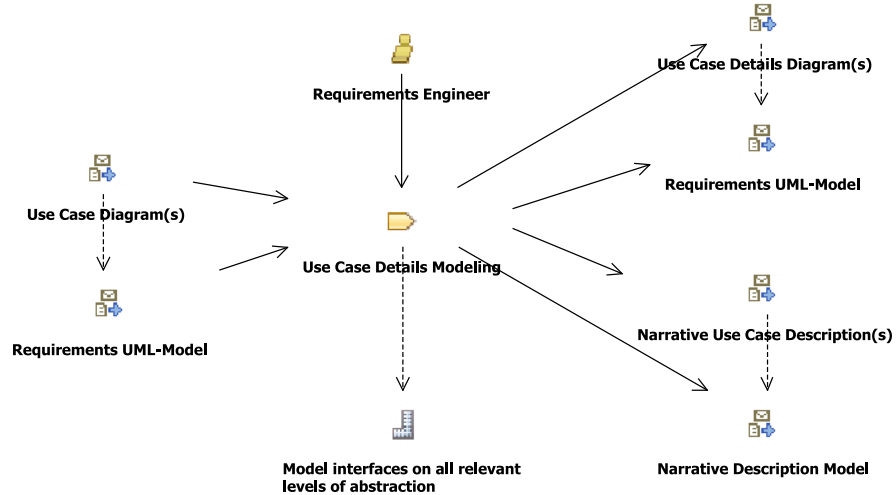 Use Case Details Diagram(s)
Requirements Engineer
Requirements UML-Model
Use Case Diagram(s)
Use Case Details Modeling
Narrative Use Case Description(s)
Requirements UML-Model
Model interfaces on all relevant
levels of abstraction
Narrative Description Model